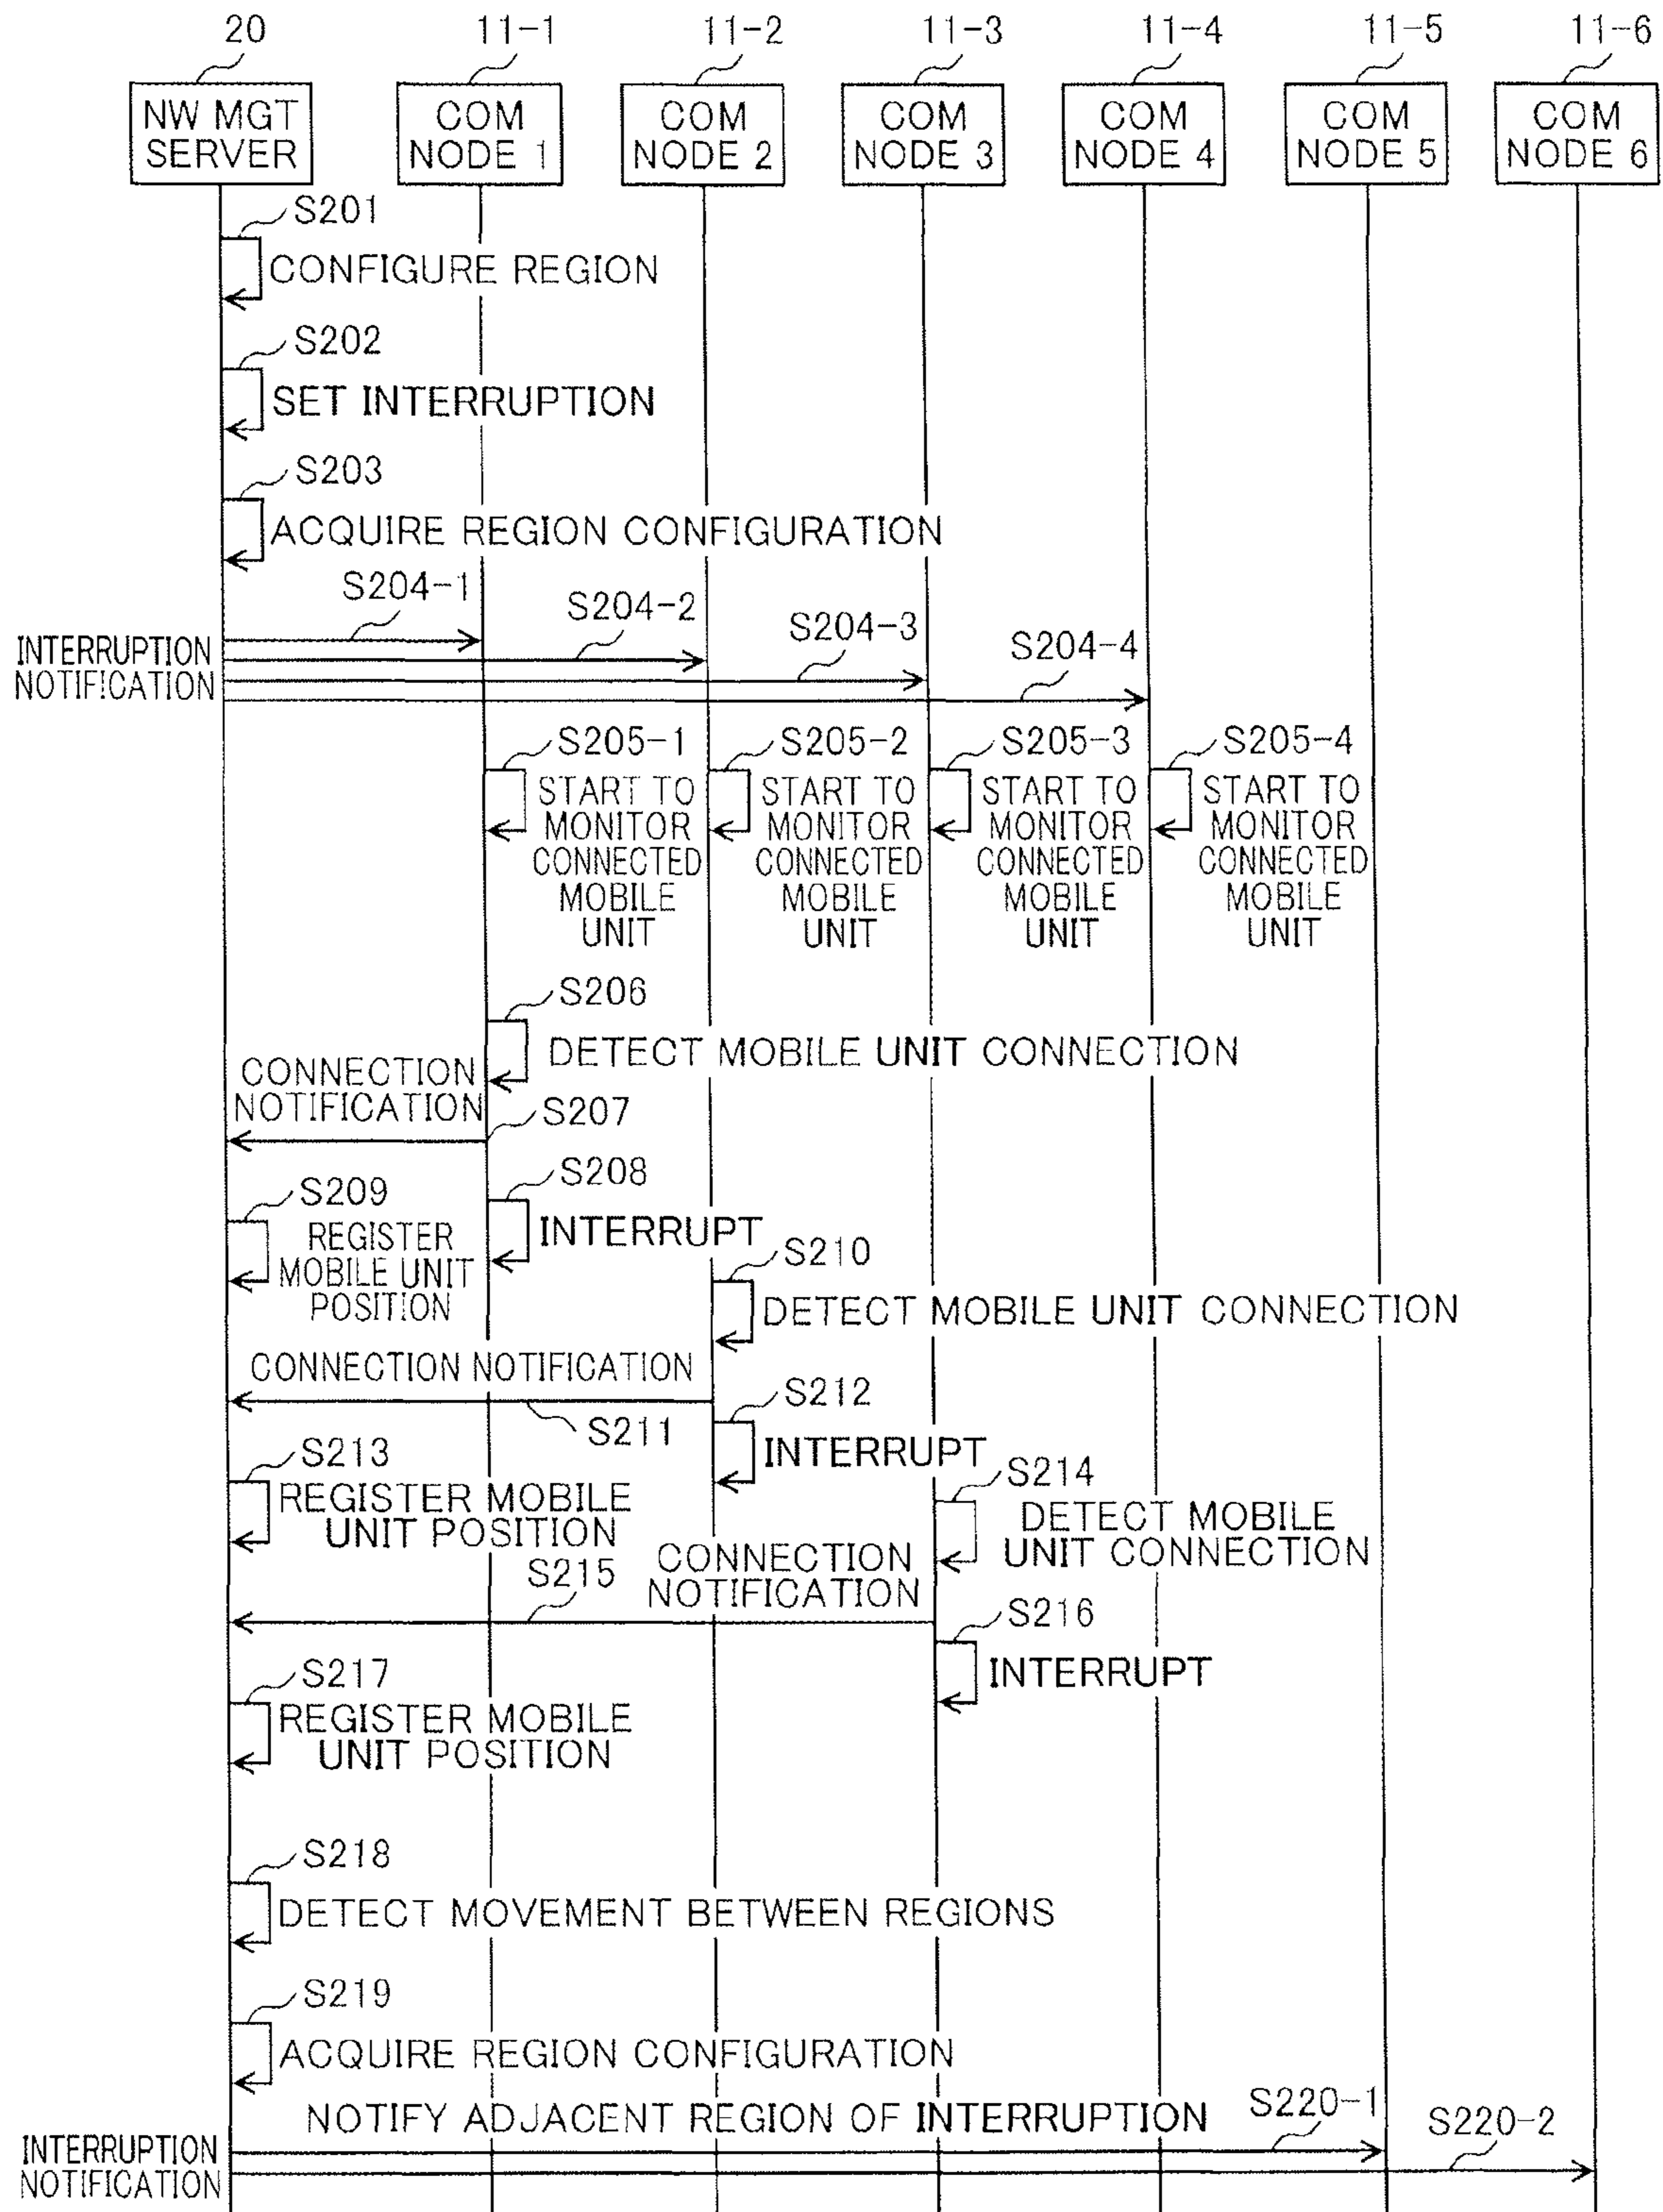 20
11-1
11-2
11-3
11-4
11-5
11-6
NW MGT
SERVER
COM
NODE 1
COM
NODE 2
COM
NODE 3
COM
NODE 4
COM
NODE 5
COM
NODE 6
S201
CONFIGURE REGION
S202
SET INTERRUPTION
S203
ACQUIRE REGION CONFIGURATION
S204-1
S204-2
S204-3
S204-4
INTERRUPTION
NOTIFICATION
S205-1
START TO
MONITOR
CONNECTED
MOBILE
UNIT
S205-2
START TO
MONITOR
CONNECTED
MOBILE
UNIT
S205-3
START TO
MONITOR
CONNECTED
MOBILE
UNIT
S205-4
START TO
MONITOR
CONNECTED
MOBILE
UNIT
S206
DETECT MOBILE UNIT CONNECTION
CONNECTION
NOTIFICATION
S207
S208
INTERRUPT
S209
REGISTER
MOBILE UNIT
POSITION
S210
DETECT MOBILE UNIT CONNECTION
CONNECTION NOTIFICATION
S211
S212
INTERRUPT
S213
REGISTER MOBILE
UNIT POSITION
S214
DETECT MOBILE
UNIT CONNECTION
CONNECTION
NOTIFICATION
S215
S216
INTERRUPT
S217
REGISTER MOBILE
UNIT POSITION
S218
DETECT MOVEMENT BETWEEN REGIONS
S219
ACQUIRE REGION CONFIGURATION
NOTIFY ADJACENT REGION OF INTERRUPTION
S220-1
S220-2
INTERRUPTION
NOTIFICATION